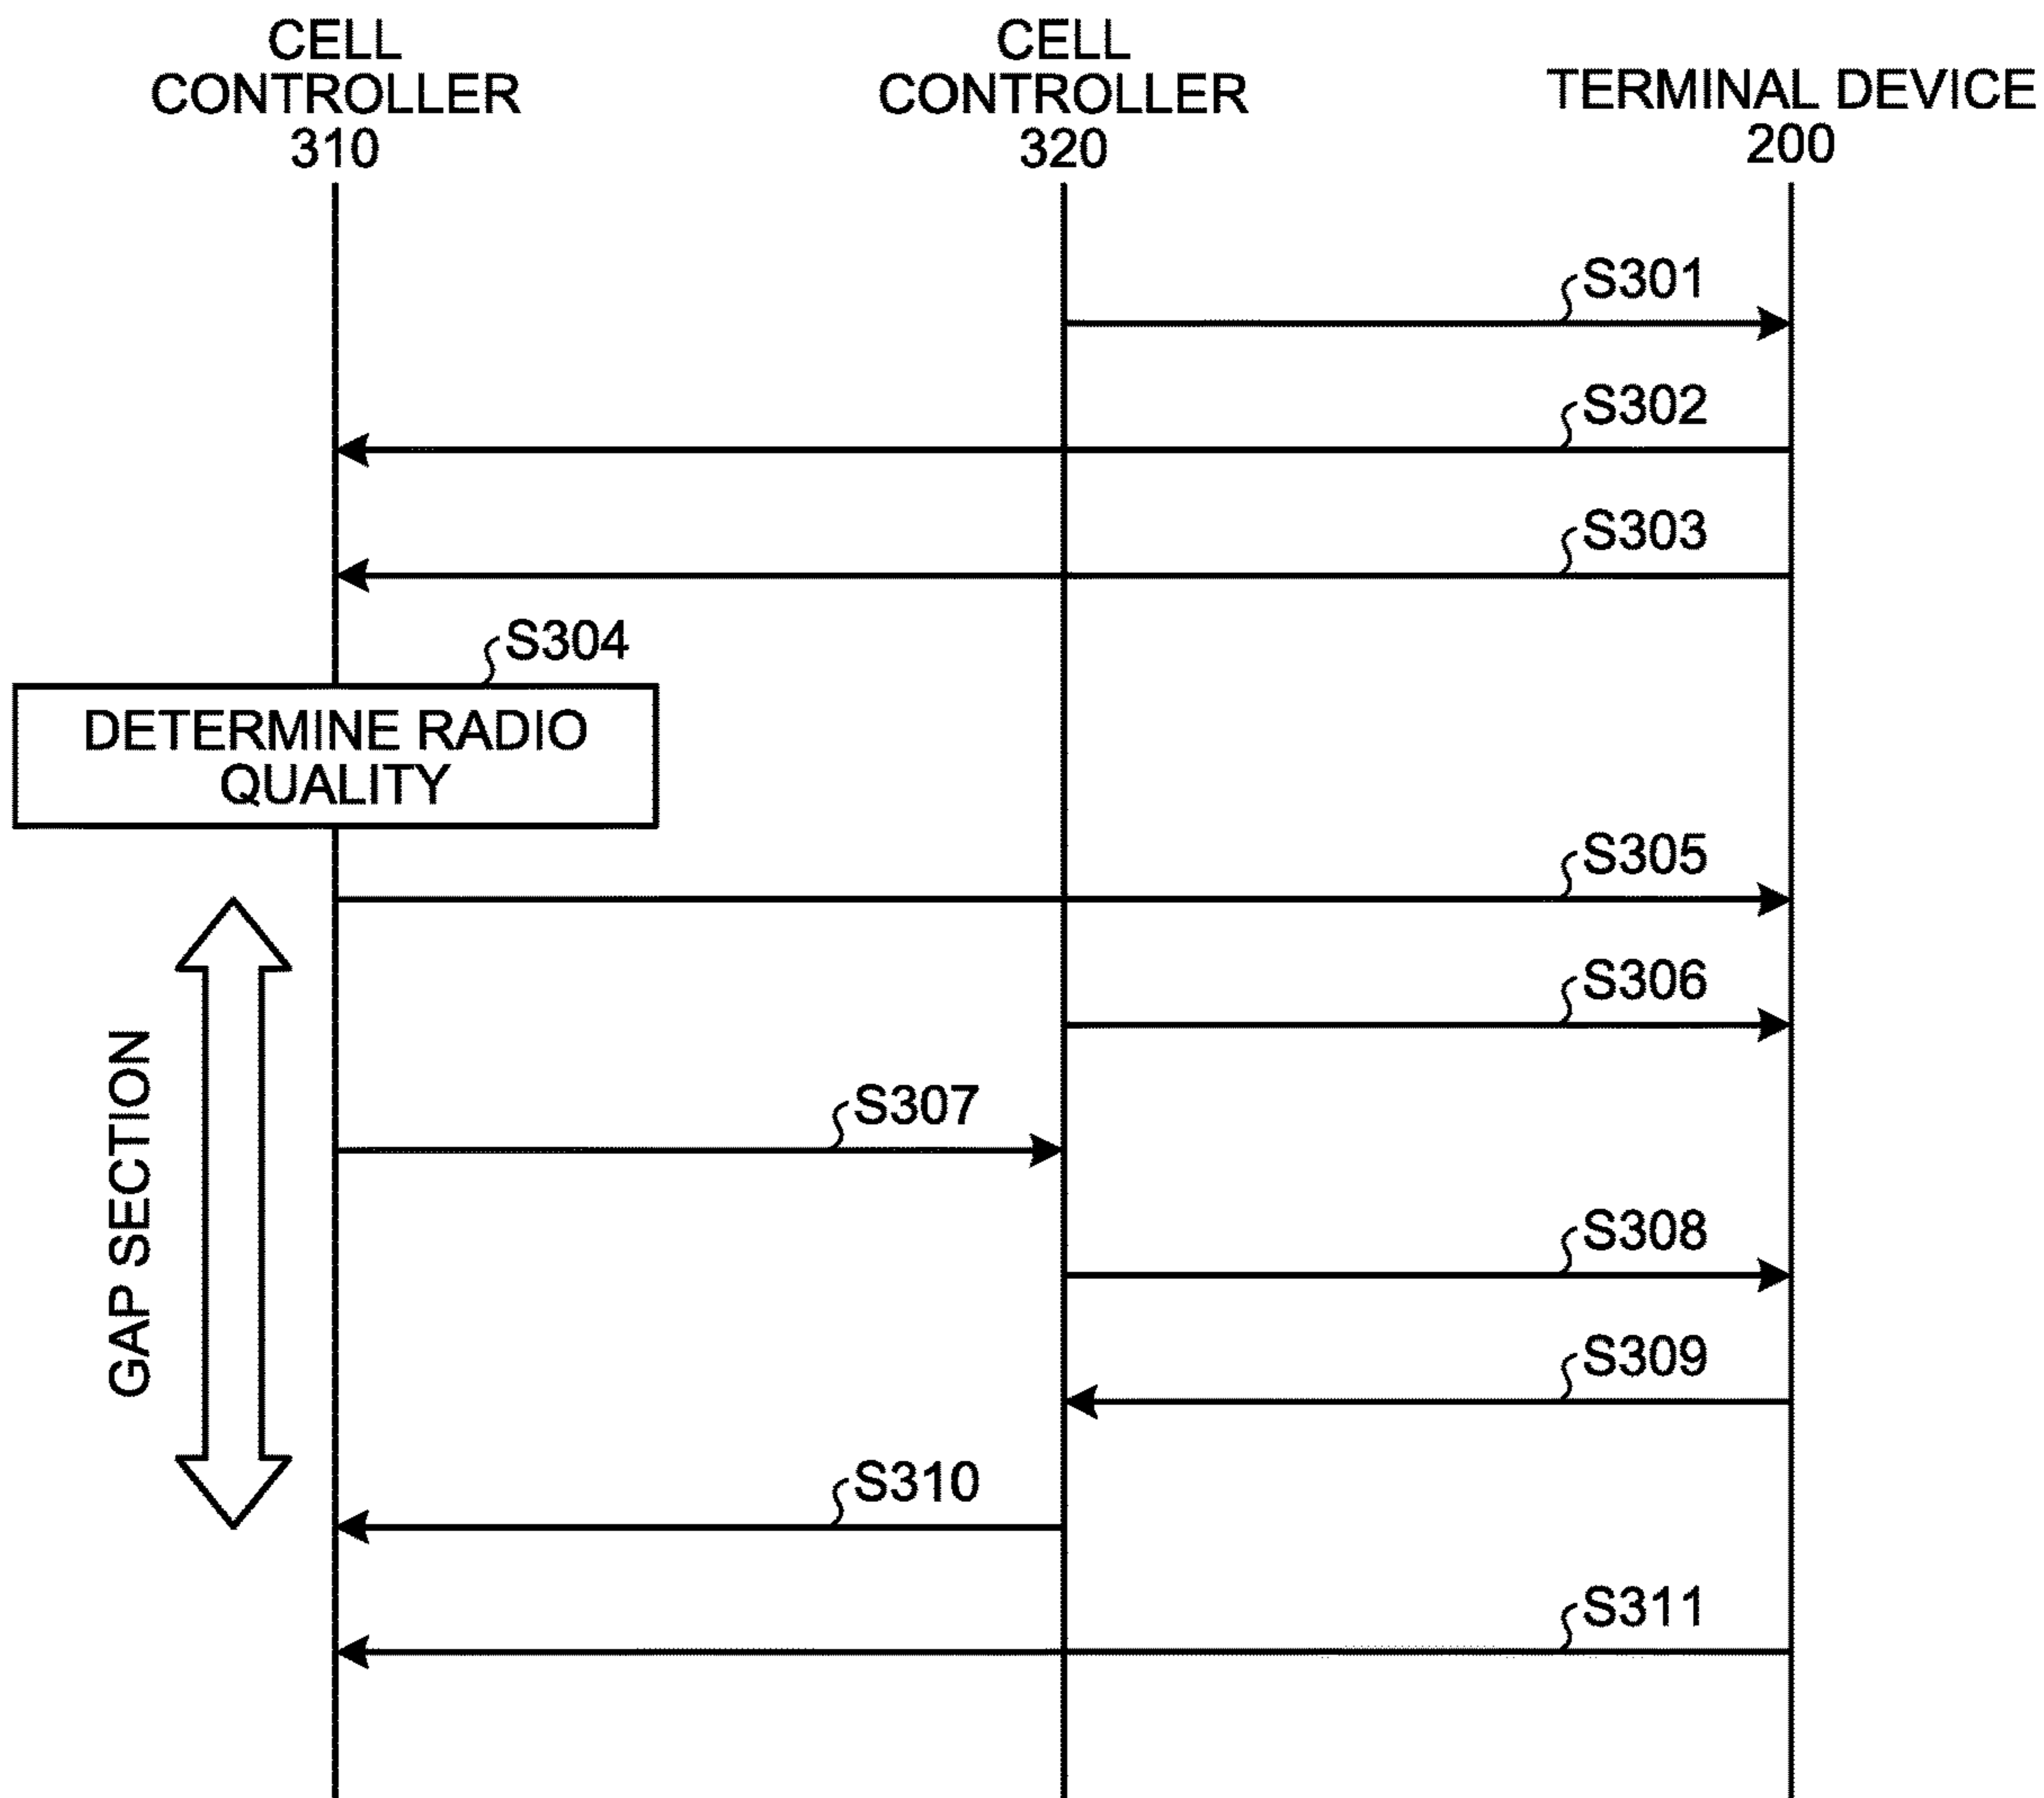 CELL
CONTROLLER
310
CELL
CONTROLLER
320
TERMINAL DEVICE
200
S301
S302
S303
S304
DETERMINE RADIO
QUALITY
S305
S306
S307
S308
S309
S310
S311
GAP SECTION